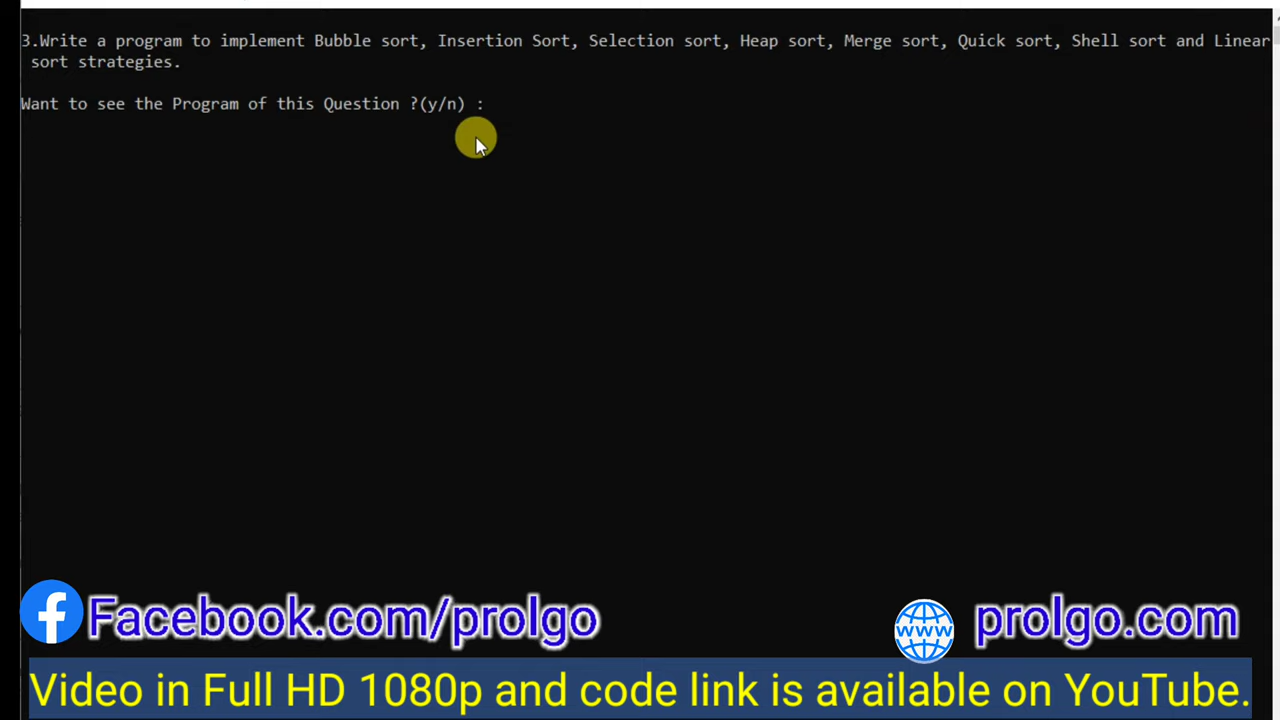 3.Write a program to implement Bubble sort, Insertion Sort, Selection sort, Heap sort, Merge sort, Quick sort, Shell sort and Linear
sort strategies.
Want to see the Program of this Question ?(y/n) :
f Facebook.com/prolgo
www prolgo.com
Video in Full HD 1080p and code link is available on YouTube.